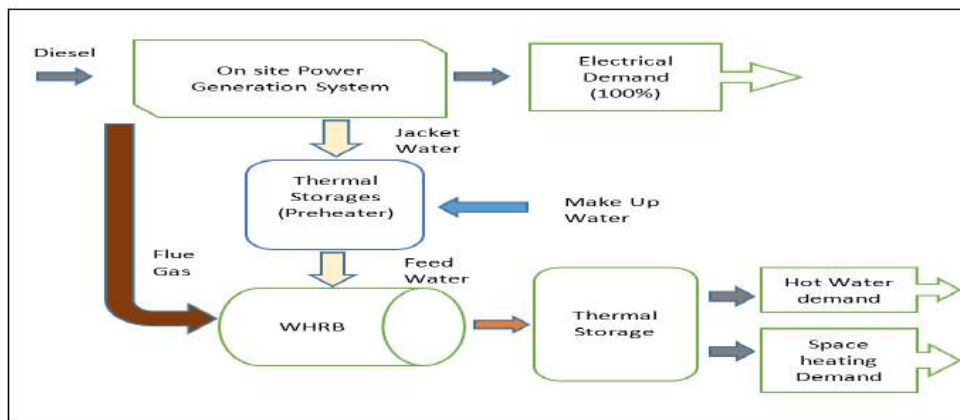 Diesel
On site Power
Generation System
Electrical
Demand
(100%)
Jacket
Water
Thermal
Storages
(Preheater)
Make Up
Water
Flue
Gas
Feed
Water
WHRB
Thermal
Storage
Hot Water
demand
Space
heating
Demand